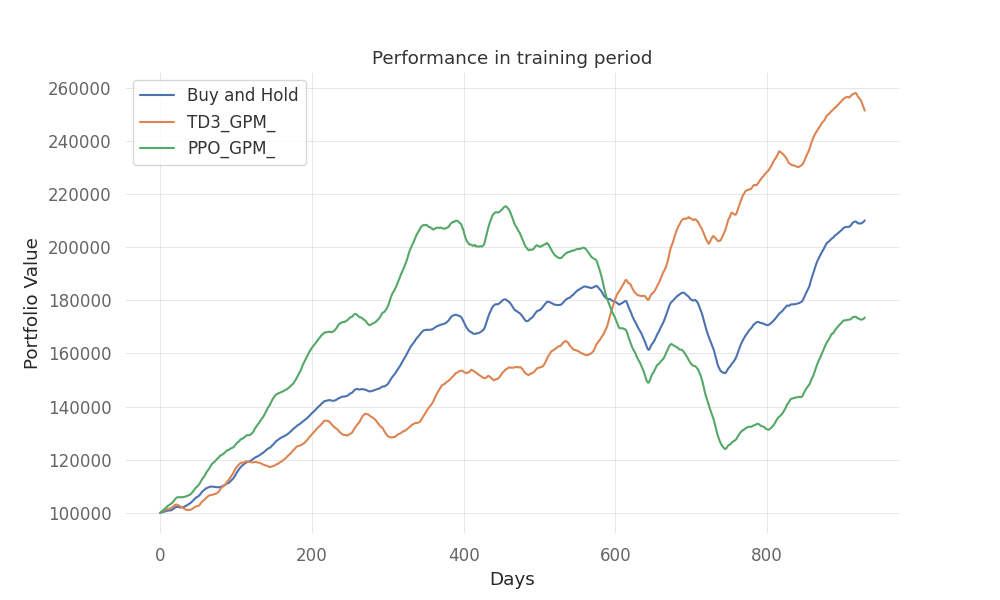 Performance in training period
Buy and Hold
TD3_GPM_
PPO_GPM_
Portfolio Value
260000
240000
220000
200000
180000
160000
140000
120000
100000
0 200 400 600 800
Days